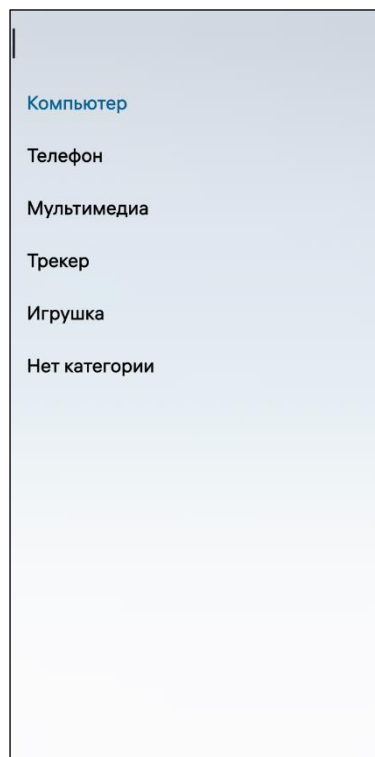 Компьютер
Телефон
Мультимедиа
Трекер
Игрушка
Нет категории